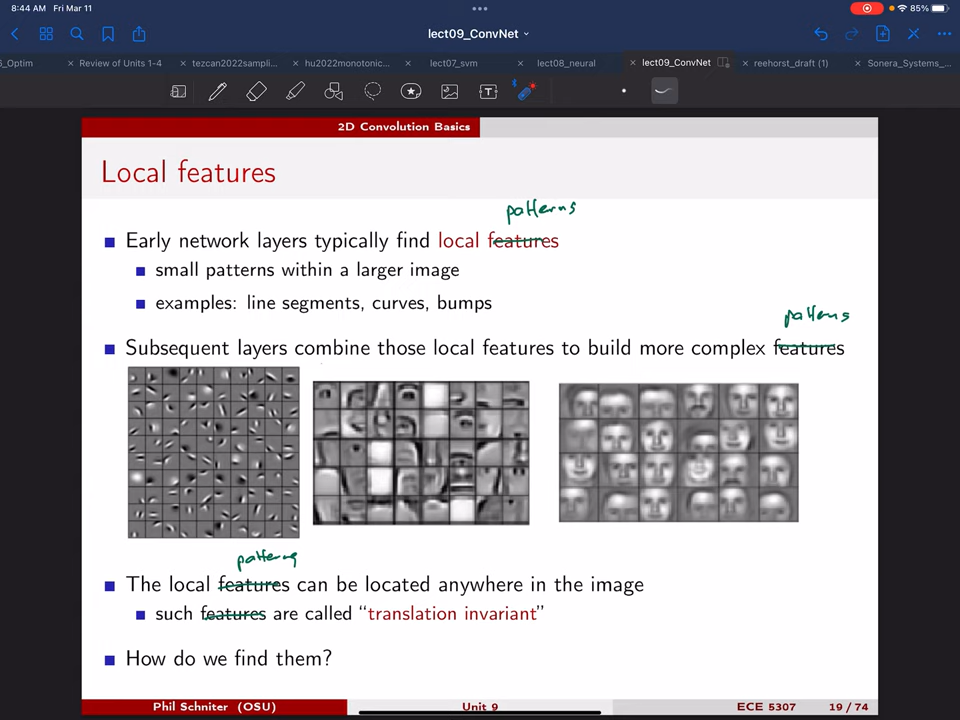 8:44 AM Fri Mar 11
85%
lect09_ConvNet
5_Optim
Review of Units 1-4
tezcan2022sampli...
hu2022monotonic...
lect07_svm
lect08_neural
lect09_ConvNet
reehorst_draft (1)
Sonera_Systems_...
2D Convolution Basics
Local features
patterns
Early network layers typically find local features
small patterns within a larger image
examples: line segments, curves, bumps
patterns
Subsequent layers combine those local features to build more complex features
patterns
The local features can be located anywhere in the image
such features are called “translation invariant”
How do we find them?
Phil Schniter (OSU)
Unit 9
ECE 5307
19 / 74